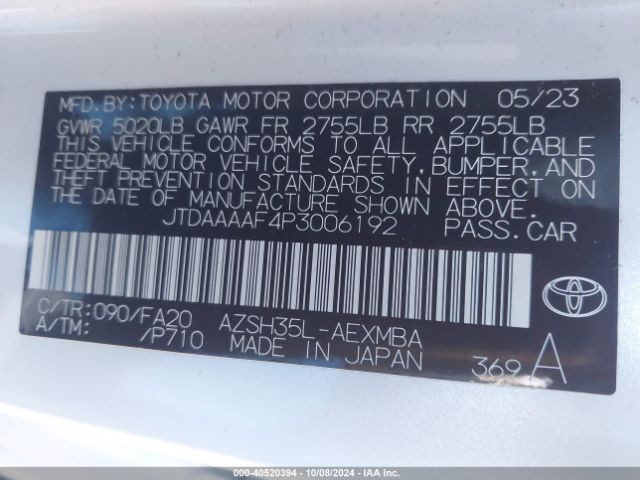 MFD.BY:TOYOTA MOTOR CORPORATION 05/23
GVWR 5020LB GAWR FR 2755LB RR 2755LB
THIS VEHICLE CONFORMS TO ALL APPLICABLE
FEDERAL MOTOR VEHICLE SAFETY,BUMPER,AND
THEFT PREVENTION STANDARDS IN EFFECT ON
THE DATE OF MANUFACTURE SHOWN ABOVE.
JTDAAAAF4P3006192 PASS.CAR
C/TR:090/FA20 AZSH35L-AEXMBA
A/TM: /P710 MADE IN JAPAN
369 A
TOYOTA
000-40520394 - 10/08/2024 - IAA Inc.